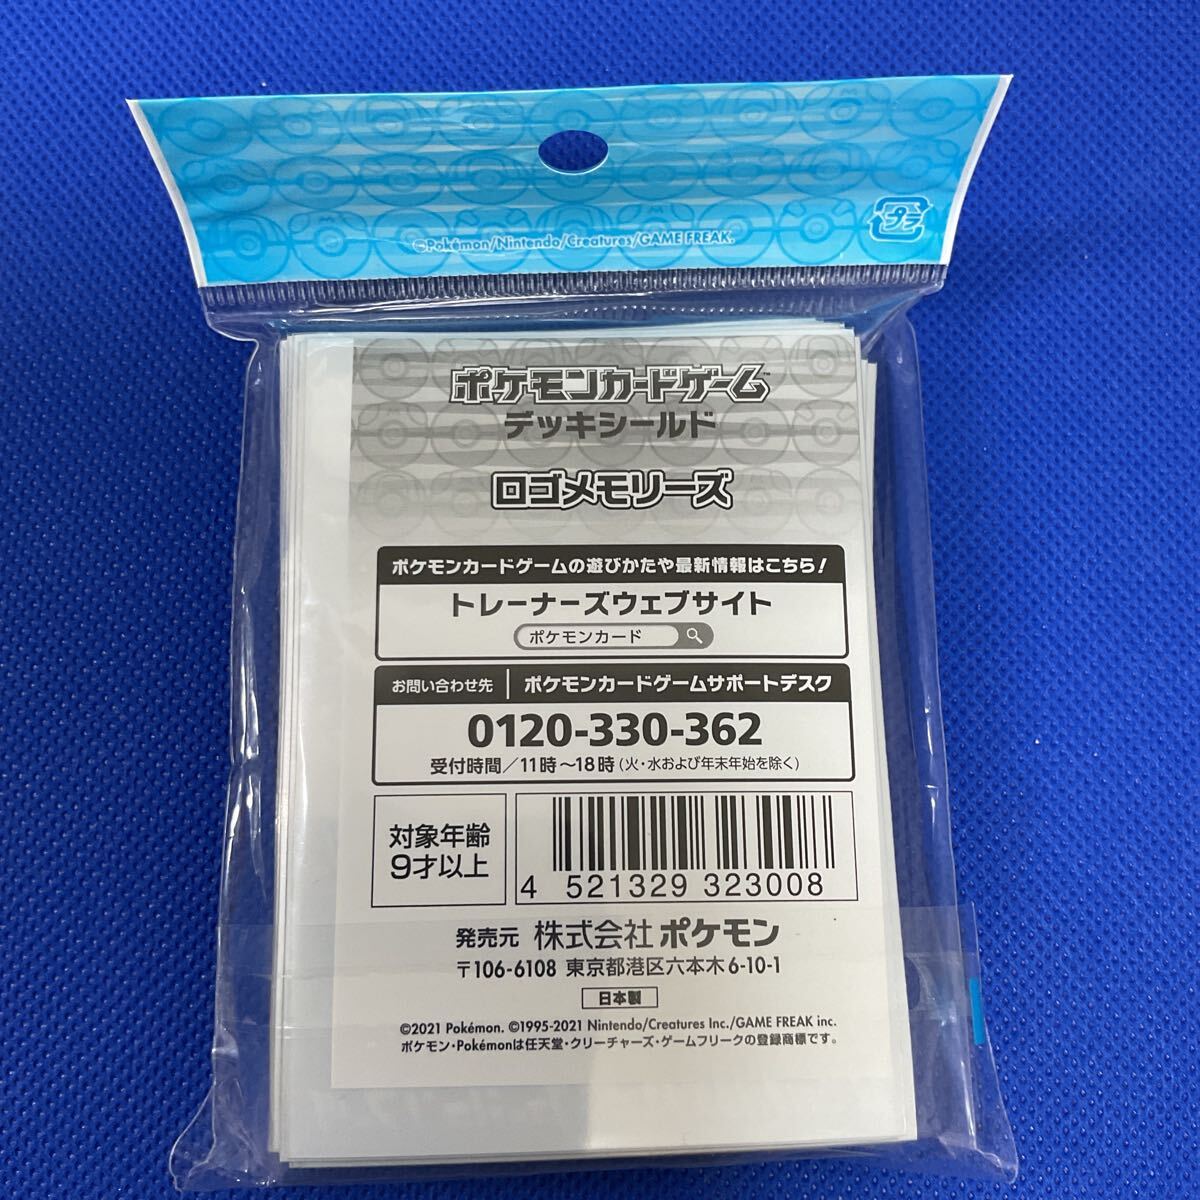 ©Pokémon/Nintendo/Creatures/GAME FREAK.
プラ
ポケモンカードゲーム™
デッキシールド
ロゴメモリーズ
ポケモンカードゲームの遊びかたや最新情報はこちら!
トレーナーズウェブサイト
ポケモンカード
お問い合わせ先 | ポケモンカードゲームサポートデスク
0120-330-362
受付時間/11時~18時(火・水および年末年始を除く)
対象年齢
9才以上
4 521329 323008
発売元 株式会社ポケモン
〒106-6108 東京都港区六本木6-10-1
日本製
©2021 Pokémon. ©1995-2021 Nintendo/Creatures Inc./GAME FREAK inc.
ポケモン・Pokémonは任天堂・クリーチャーズ・ゲームフリークの登録商標です。